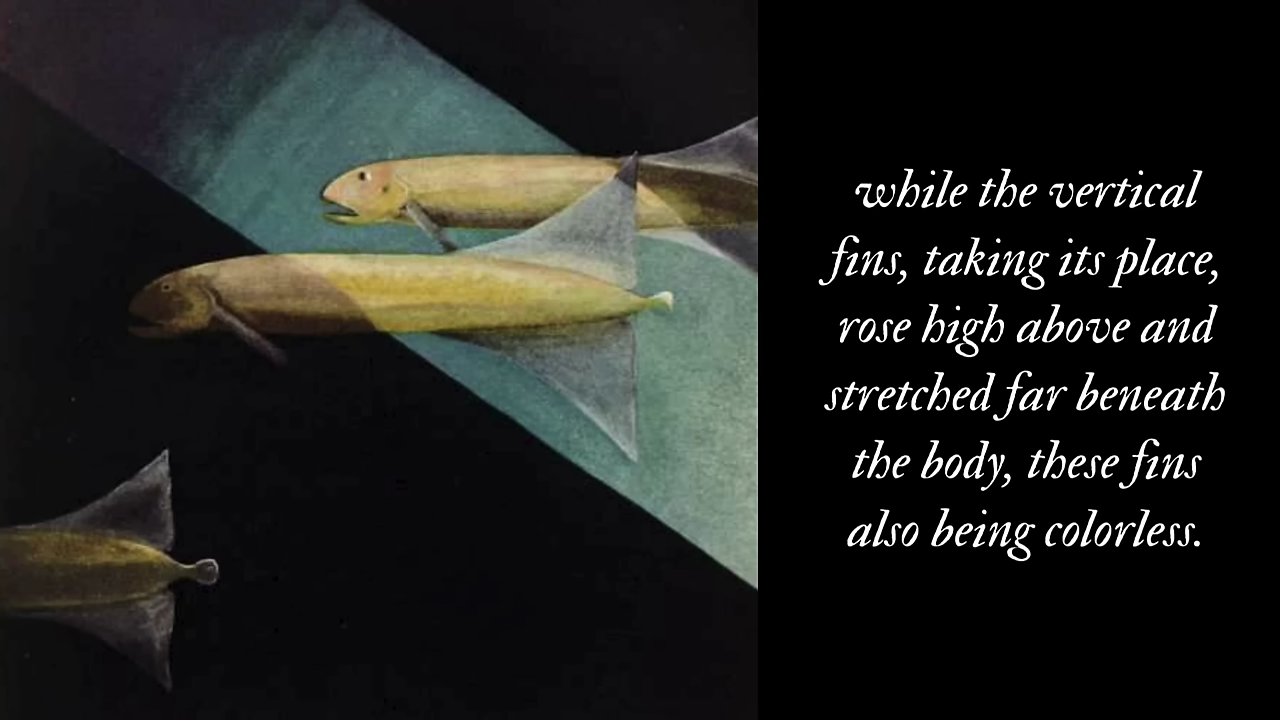 while the vertical
fins, taking its place,
rose high above and
stretched far beneath
the body, these fins
also being colorless.